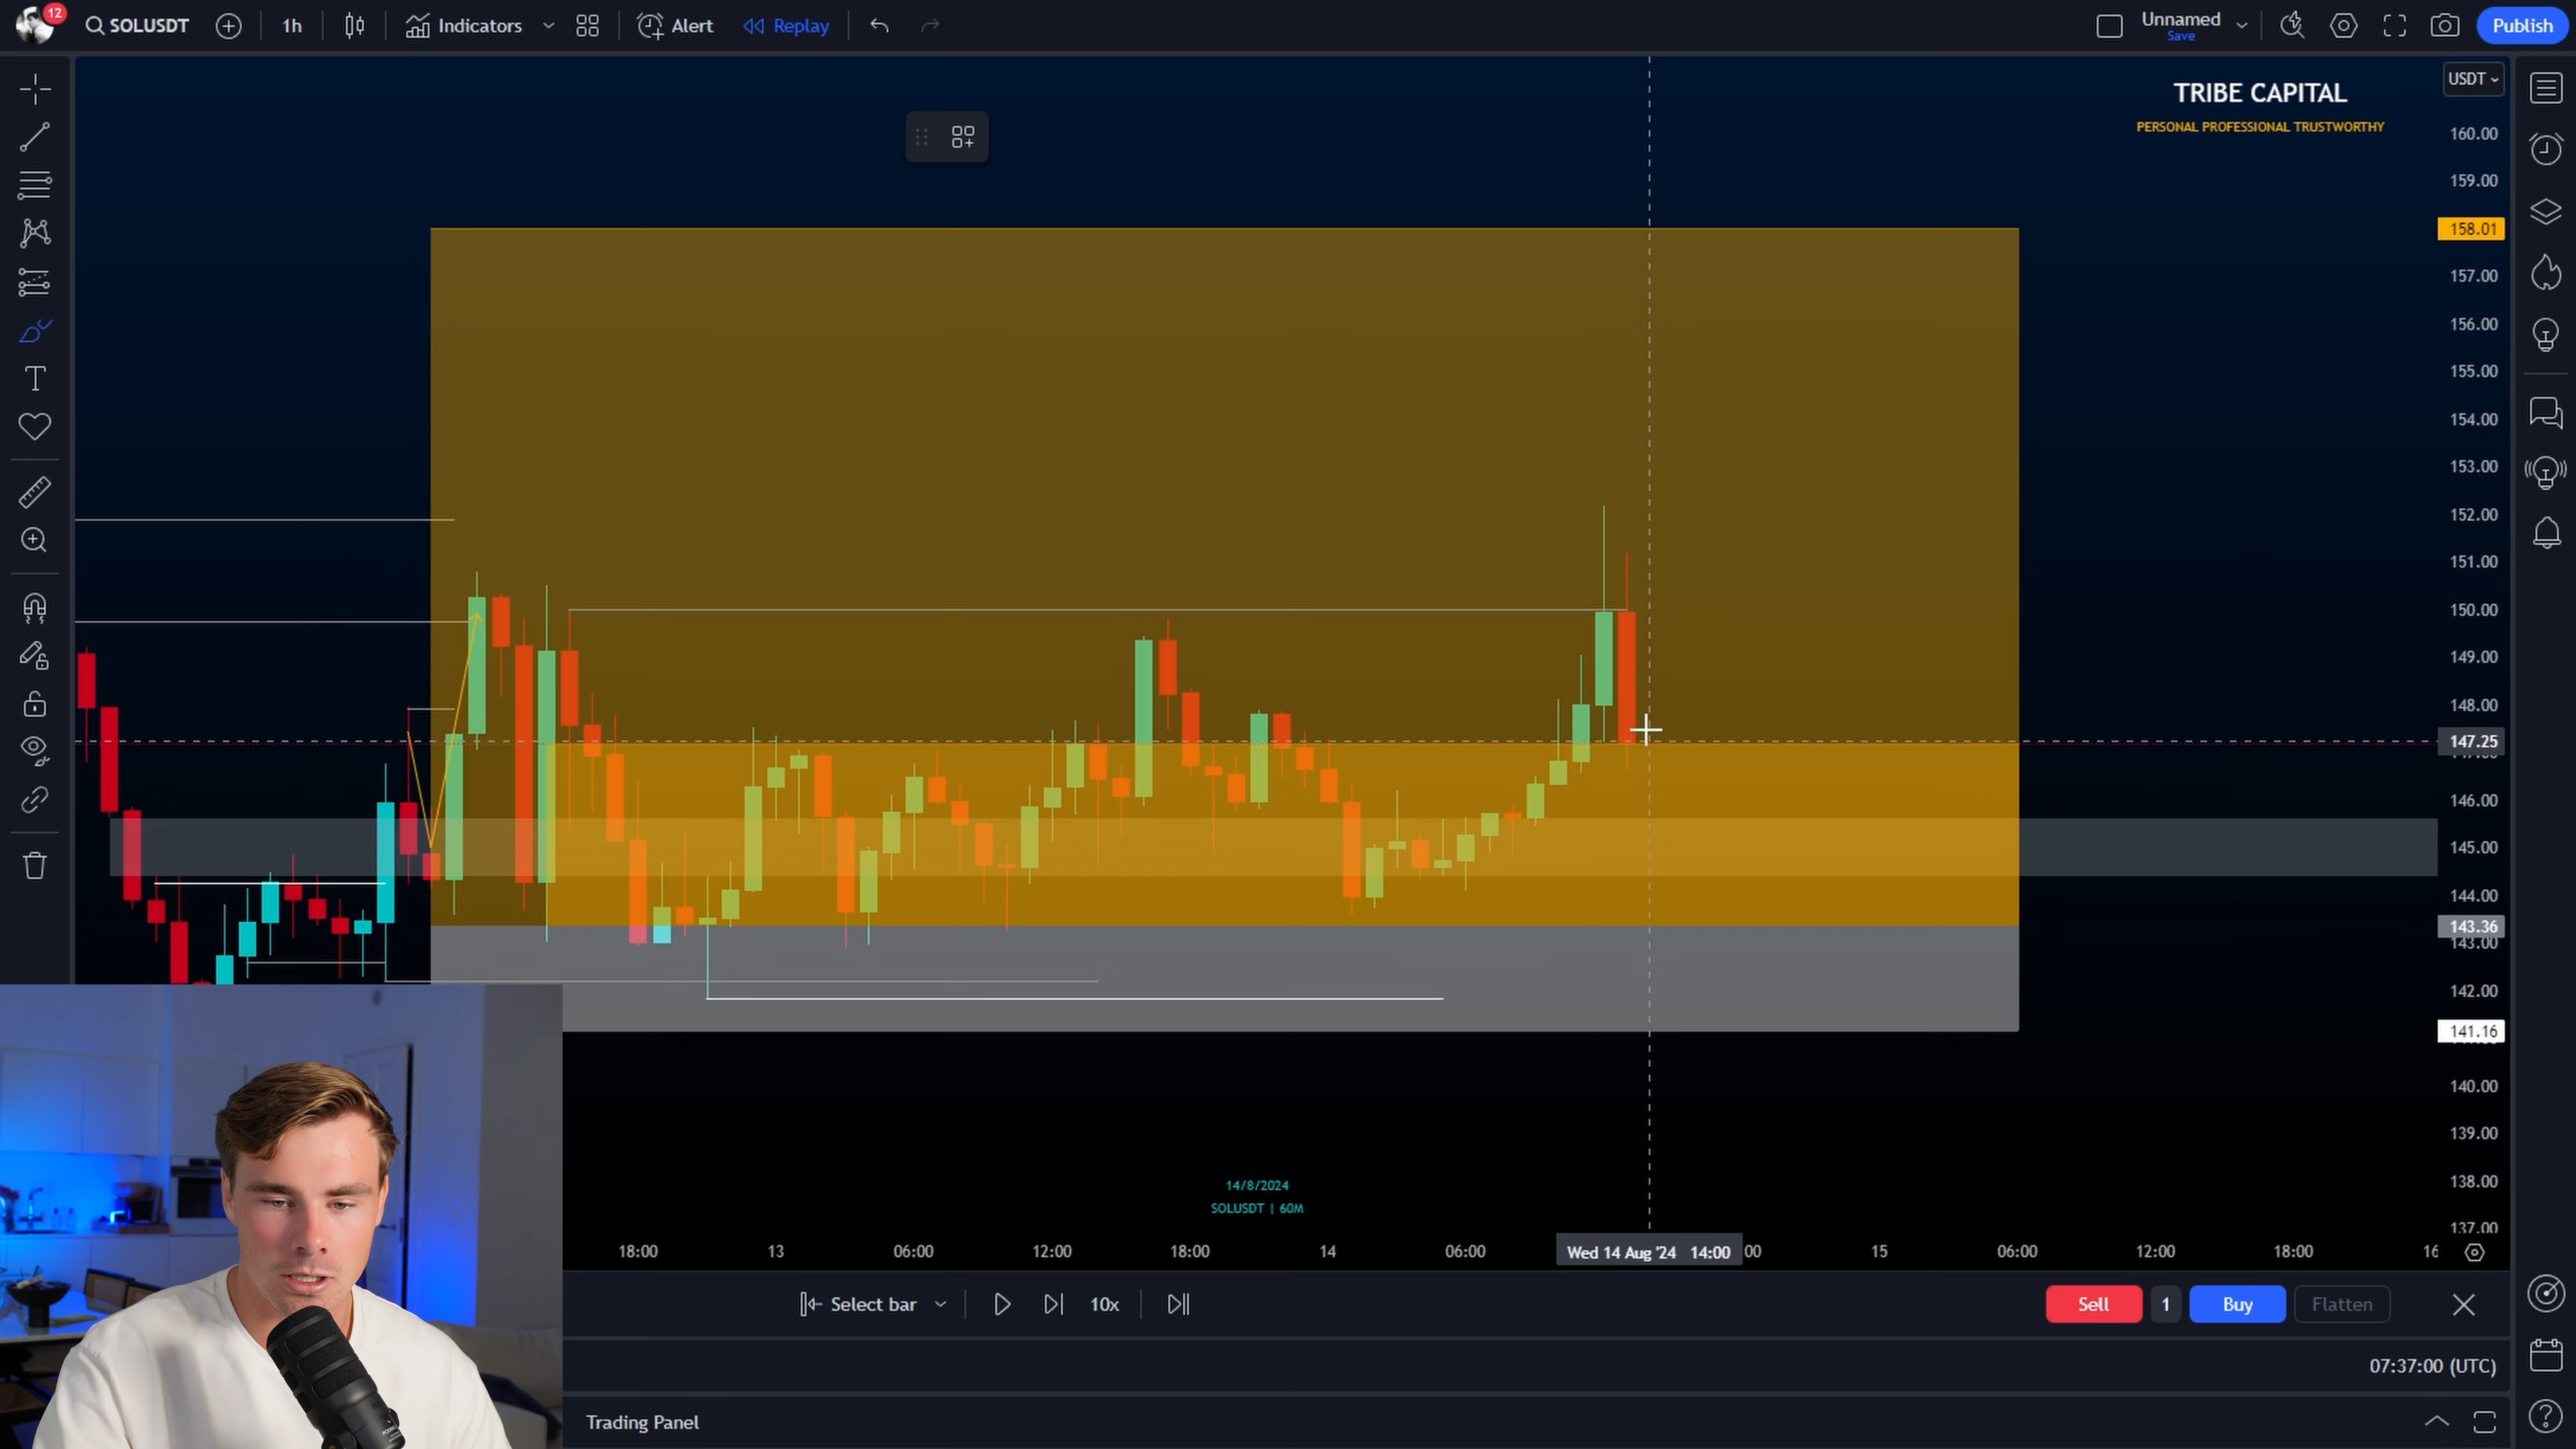 12
SOLUSDT
1h
Indicators
Alert
Replay
Unnamed
Save
Publish
TRIBE CAPITAL
PERSONAL PROFESSIONAL TRUSTWORTHY
USDT
160.00
159.00
158.01
157.00
156.00
155.00
154.00
153.00
152.00
151.00
150.00
149.00
148.00
147.25
146.00
145.00
144.00
143.36
143.00
142.00
141.16
140.00
139.00
138.00
137.00
14/8/2024
SOLUSDT | 60M
18:00
13
06:00
12:00
18:00
14
06:00
Wed 14 Aug '24 14:00
00
15
06:00
12:00
18:00
16
Select bar
10x
Sell
1
Buy
Flatten
07:37:00 (UTC)
Trading Panel